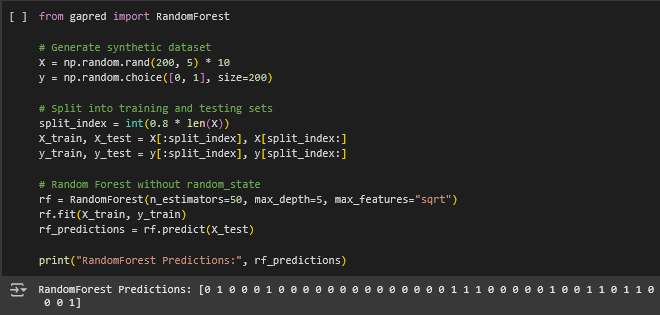 [ ] from gapred import RandomForest
# Generate synthetic dataset
X = np.random.rand(200, 5) * 10
y = np.random.choice([0, 1], size=200)
# Split into training and testing sets
split_index = int(0.8 * len(X))
X_train, X_test = X[:split_index], X[split_index:]
y_train, y_test = y[:split_index], y[split_index:]
# Random Forest without random_state
rf = RandomForest(n_estimators=50, max_depth=5, max_features="sqrt")
rf.fit(X_train, y_train)
rf_predictions = rf.predict(X_test)
print("RandomForest Predictions:", rf_predictions)
RandomForest Predictions: [0 1 0 0 0 1 0 0 0 0 0 0 0 0 0 0 0 0 0 0 1 1 1 0 0 0 0 0 1 0 0 1 1 0 1 1 0
0 0 1]